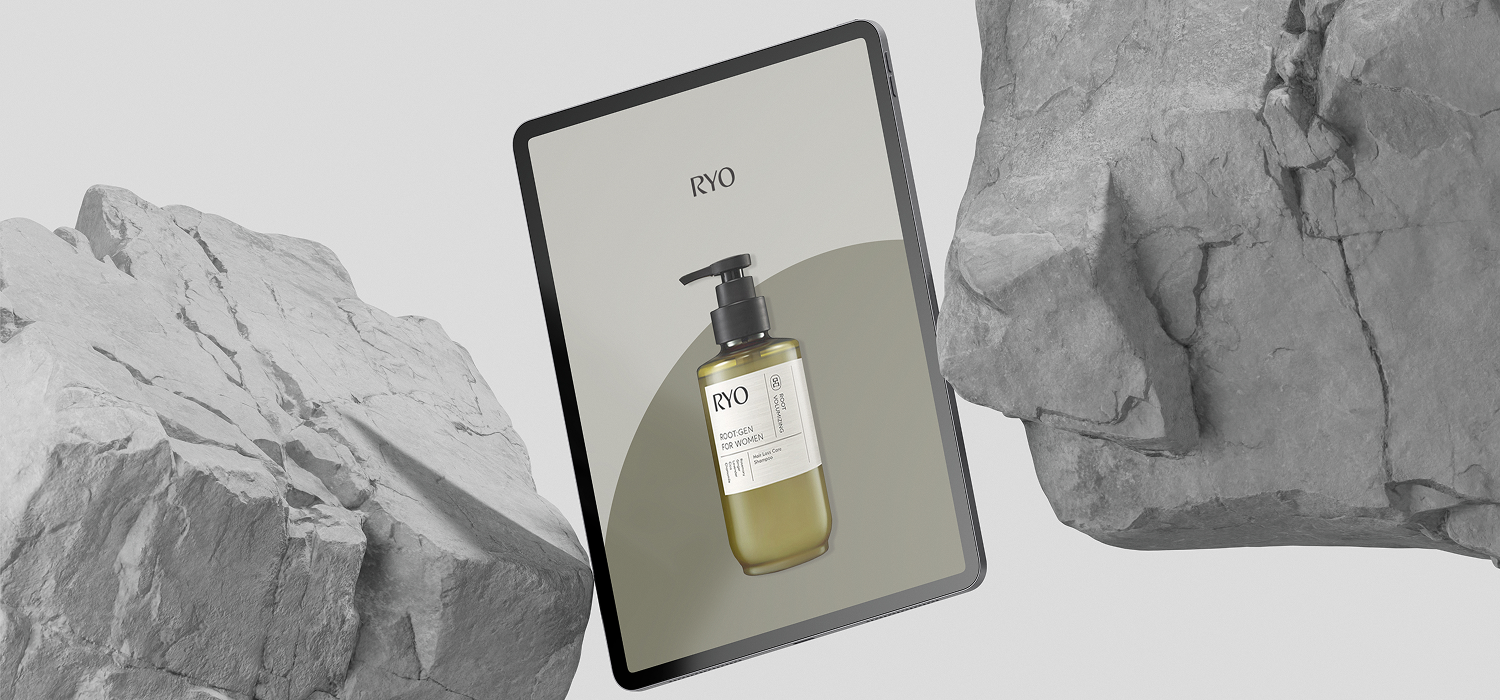 RYO
RYO
ROOT:GEN
FOR WOMEN
ROOT
VOLUMIZING
Hair Loss Care
Shampoo